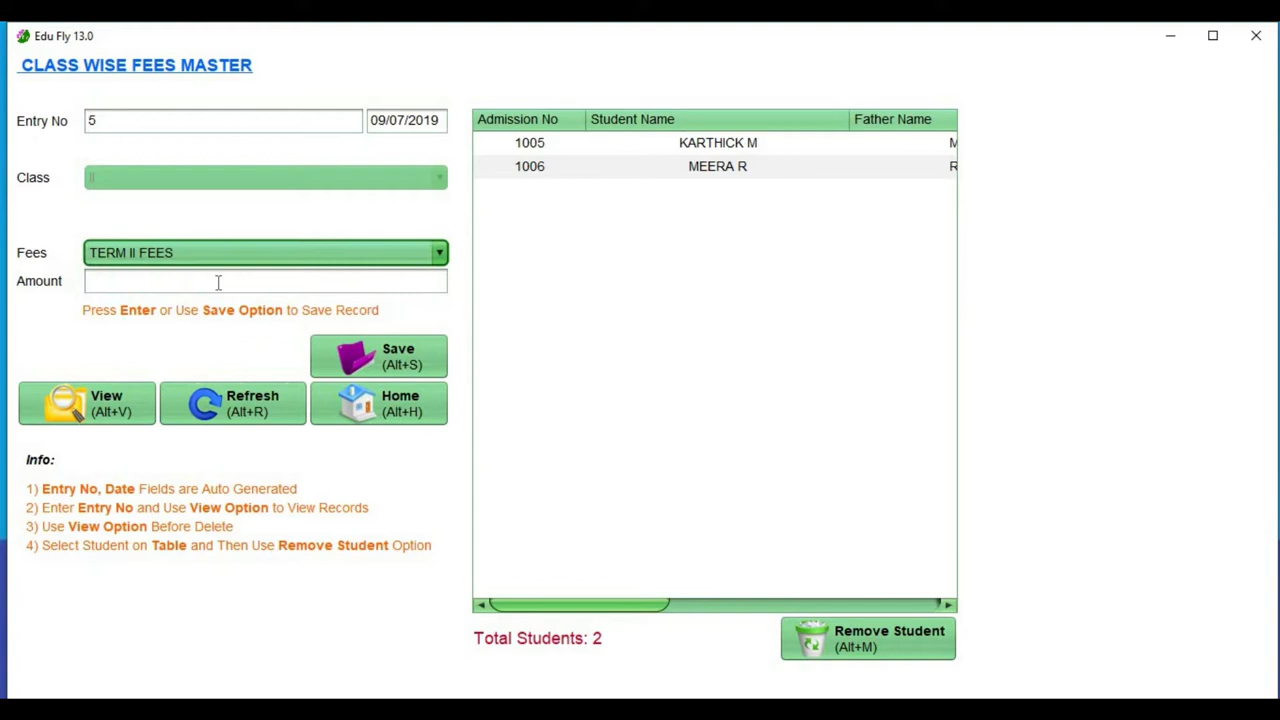 Edu Fly 13.0
CLASS WISE FEES MASTER
Entry No 5 09/07/2019
Class II
Fees TERM II FEES
Amount
Press Enter or Use Save Option to Save Record
Save
(Alt+S)
View
(Alt+V)
Refresh
(Alt+R)
Home
(Alt+H)
Info:
1) Entry No, Date Fields are Auto Generated
2) Enter Entry No and Use View Option to View Records
3) Use View Option Before Delete
4) Select Student on Table and Then Use Remove Student Option
Admission No Student Name Father Name
1005 KARTHICK M M
1006 MEERA R R
Total Students: 2
Remove Student
(Alt+M)